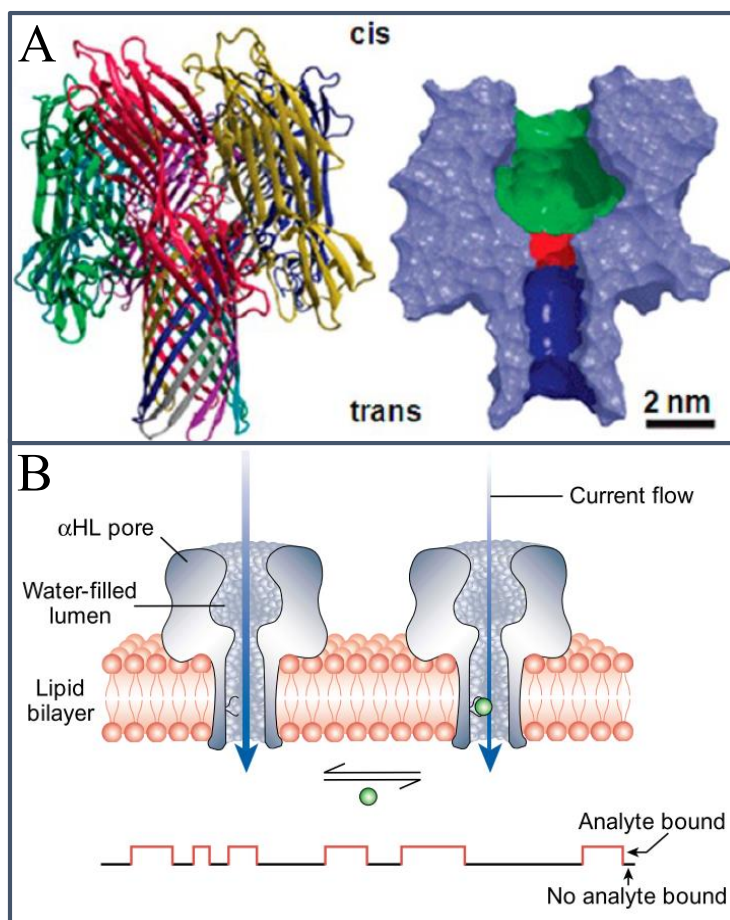 A
cis
trans
2 nm
B
Current flow
αHL pore
Water-filled
lumen
Lipid
bilayer
Analyte bound
No analyte bound